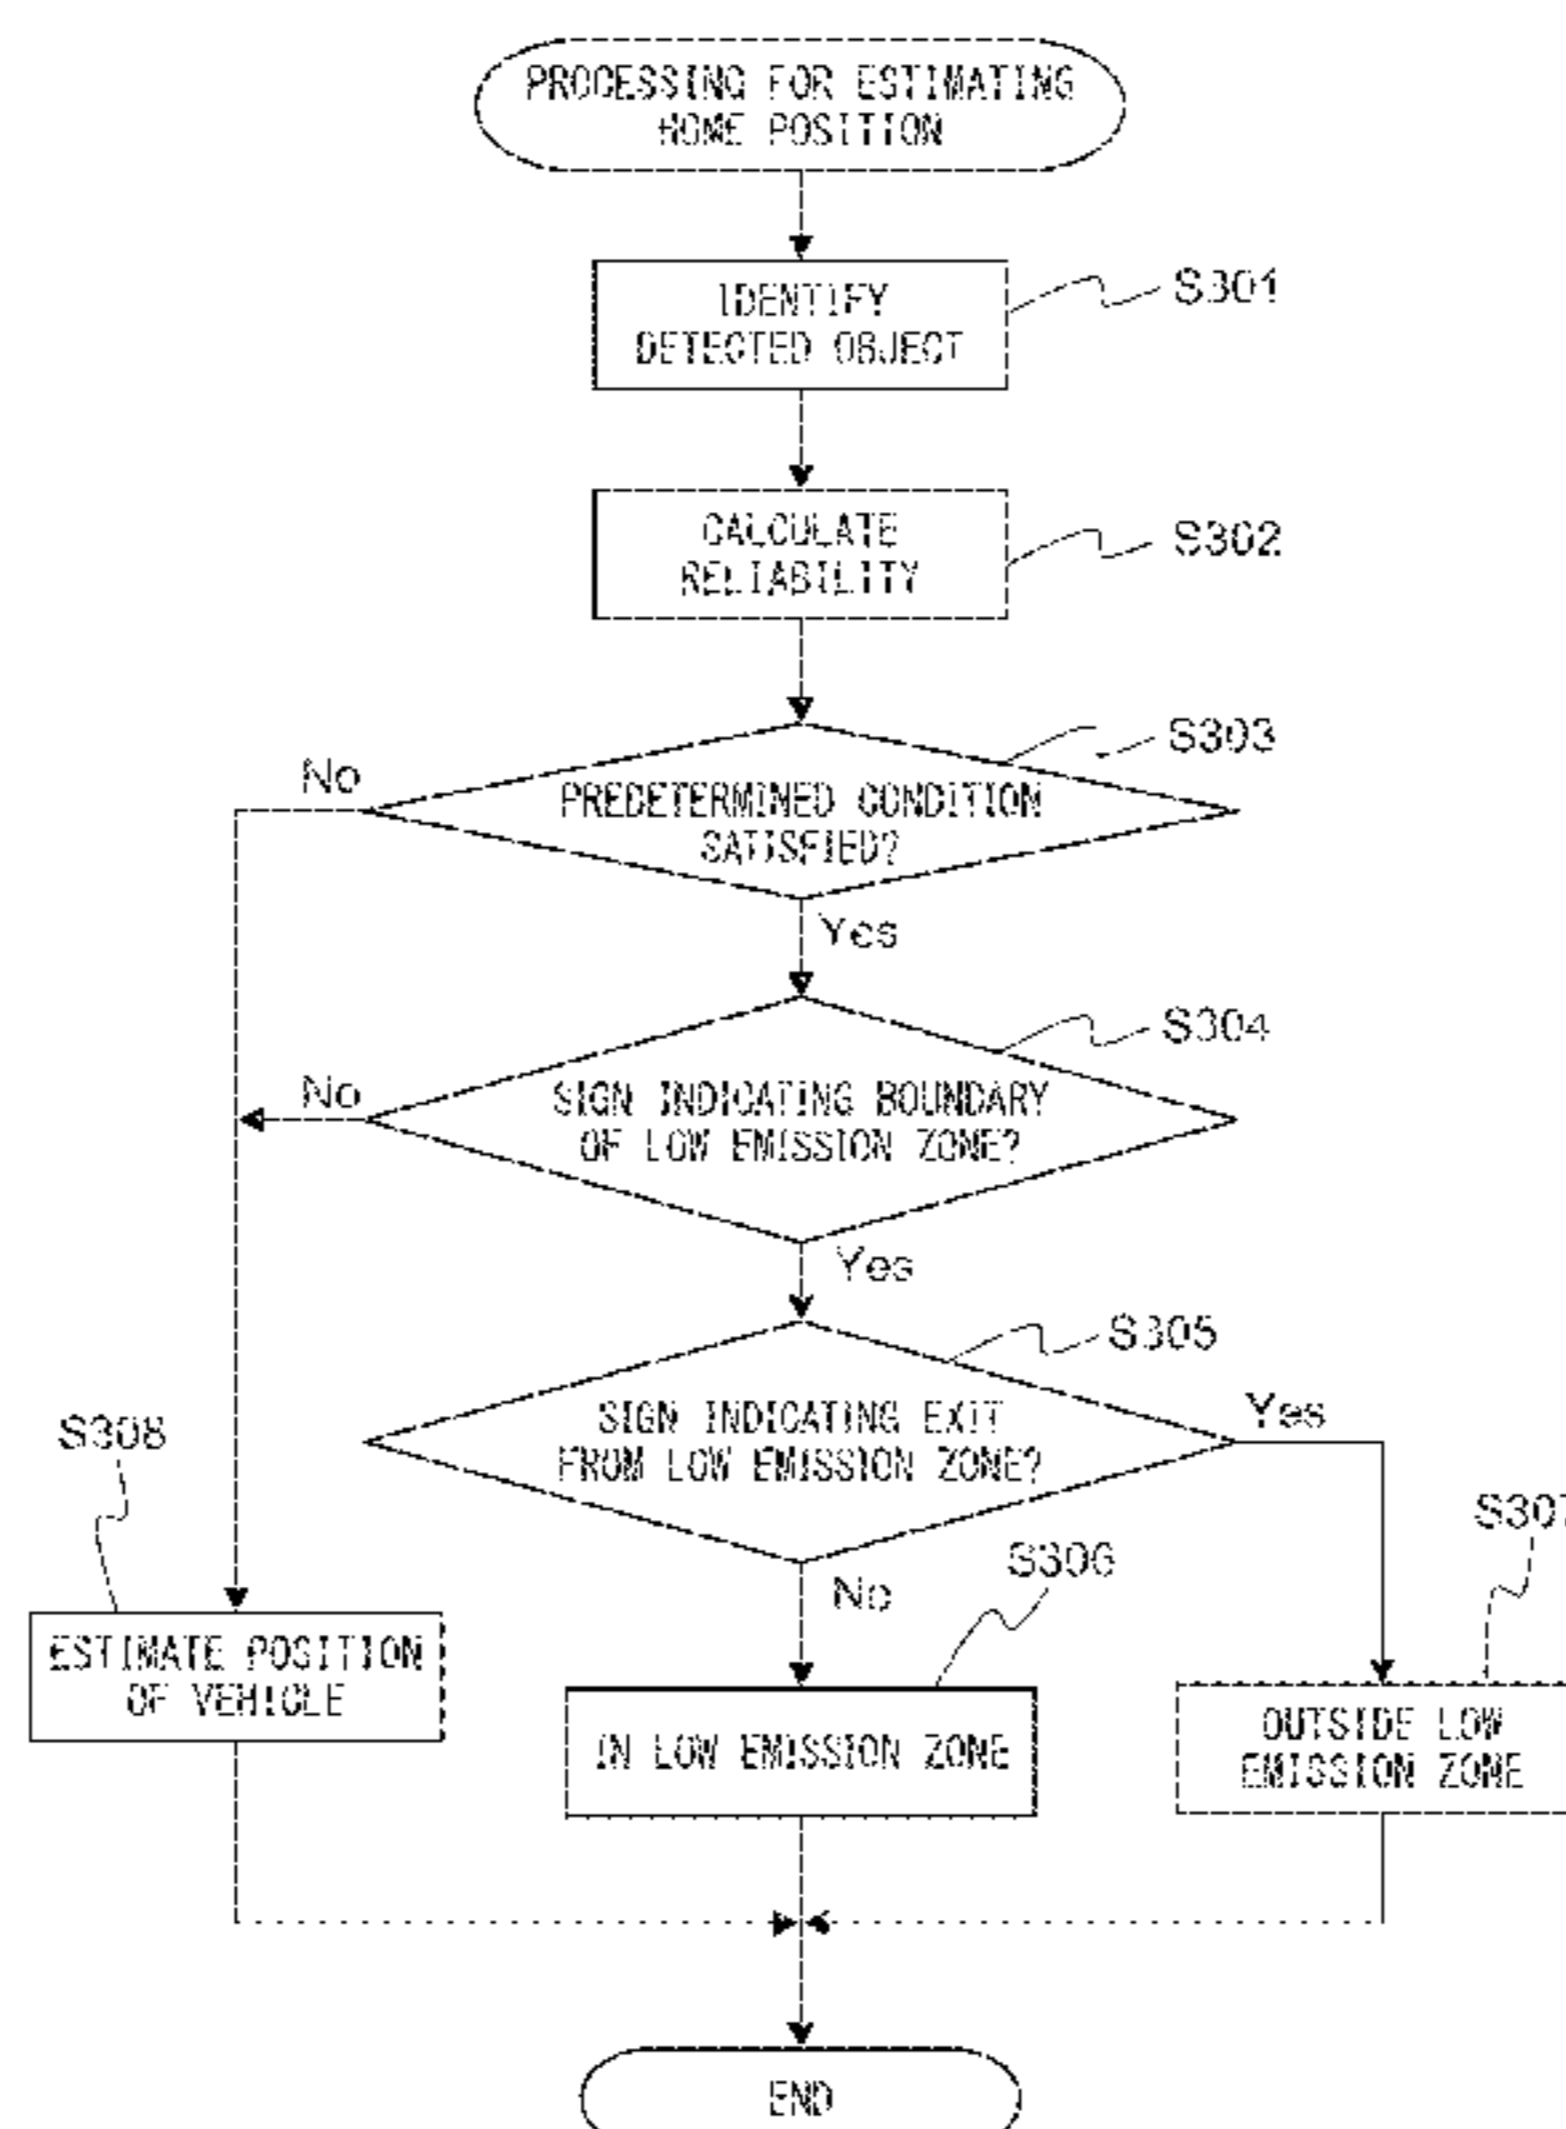 PROCESSING FOR ESTIMATING
HOME POSITION
IDENTIFY
DETECTED OBJECT
S301
CALCULATE
RELIABILITY
S302
PREDETERMINED CONDITION
SATISFIED?
S303
No
Yes
SIGN INDICATING BOUNDARY
OF LOW EMISSION ZONE?
S304
No
Yes
SIGN INDICATING EXIT
FROM LOW EMISSION ZONE?
S305
Yes
No
S308
ESTIMATE POSITION
OF VEHICLE
S306
IN LOW EMISSION ZONE
S307
OUTSIDE LOW
EMISSION ZONE
END